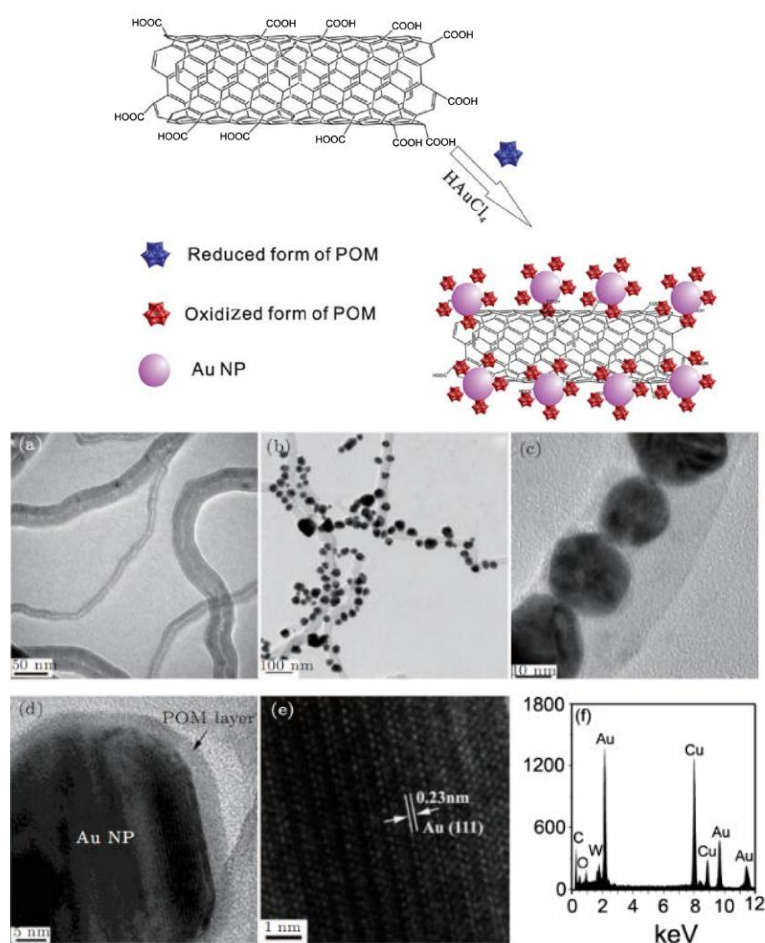 HOOC
COOH
COOH
COOH
COOH
COOH
HOOC
HOOC
HOOC
HOOC
COOH
COOH
HAuCl4
Reduced form of POM
Oxidized form of POM
Au NP
(a)
50 nm
(b)
100 nm
(c)
10 nm
(d)
POM layer
Au NP
5 nm
(e)
0.23nm
Au (111)
1 nm
(f)
1800
1200
600
0
C
O
W
Au
Cu
Cu
Au
Au
0 2 4 6 8 10 12
keV